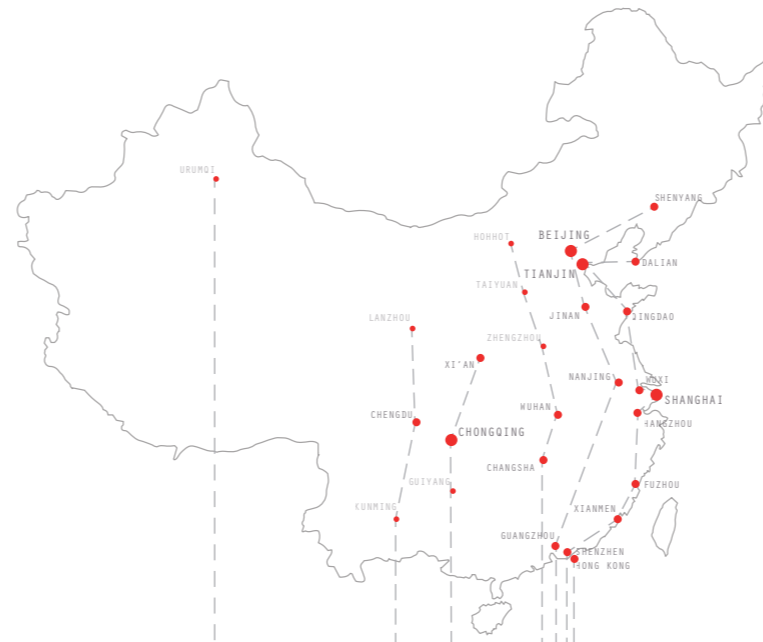 URUMQI
SHENYANG
BEIJING
HOHHOT
DALIAN
TIANJIN
TAIYUAN
LANZHOU
JINAN
QINGDAO
ZHENGZHOU
XI'AN
NANJING
WUXI
SHANGHAI
CHENGDU
WUHAN
HANGZHOU
CHONGQING
CHANGSHA
GUIYANG
FUZHOU
KUNMING
XIANMEN
GUANGZHOU
SHENZHEN
HONG KONG